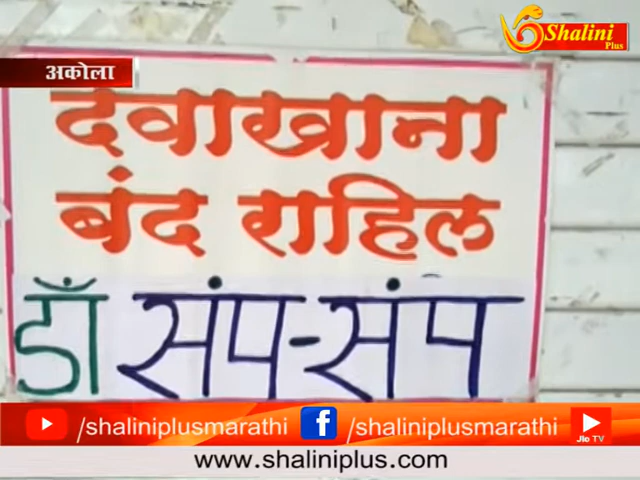 Shalini
Plus
अकोला
दवाखाना
बंद राहिल
डॉ संप-संप
/shaliniplusmarathi /shaliniplusmarathi
Jio TV
www.shaliniplus.com